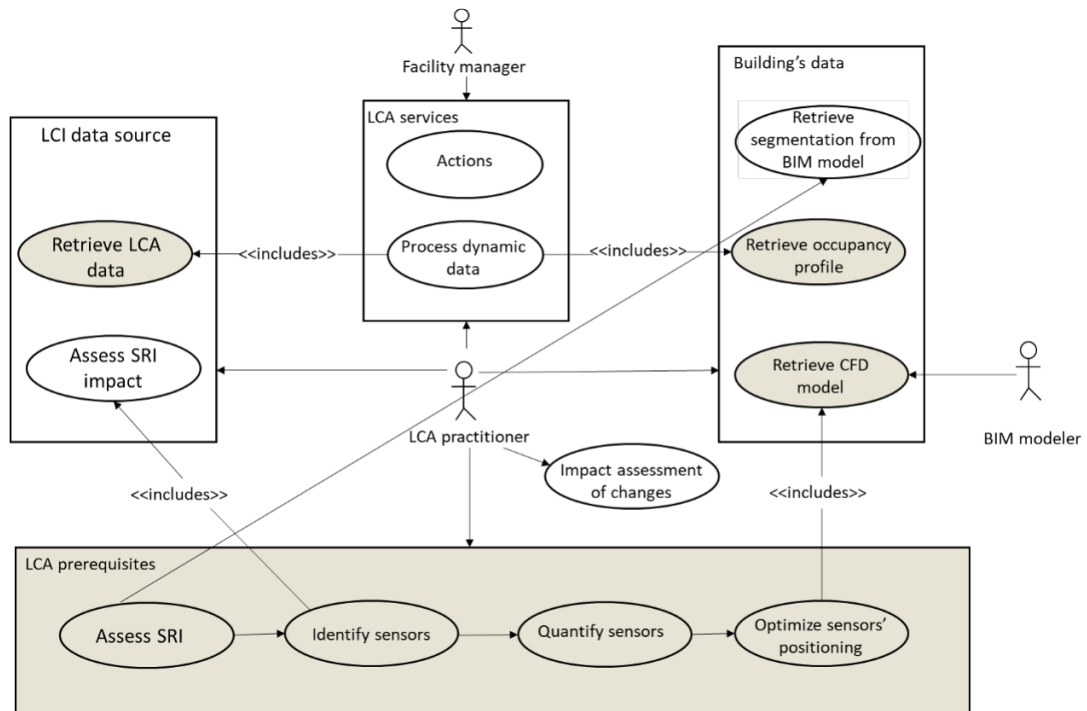 Facility manager
Building's data
LCA services
Retrieve
segmentation from
BIM model
LCI data source
Actions
Retrieve LCA
data
<<includes>>
Process dynamic
data
<<includes>>
Retrieve occupancy
profile
Assess SRI
impact
Retrieve CFD
model
LCA practitioner
BIM modeler
Impact assessment
of changes
<<includes>>
<<includes>>
LCA prerequisites
Assess SRI
Identify sensors
Quantify sensors
Optimize sensors'
positioning